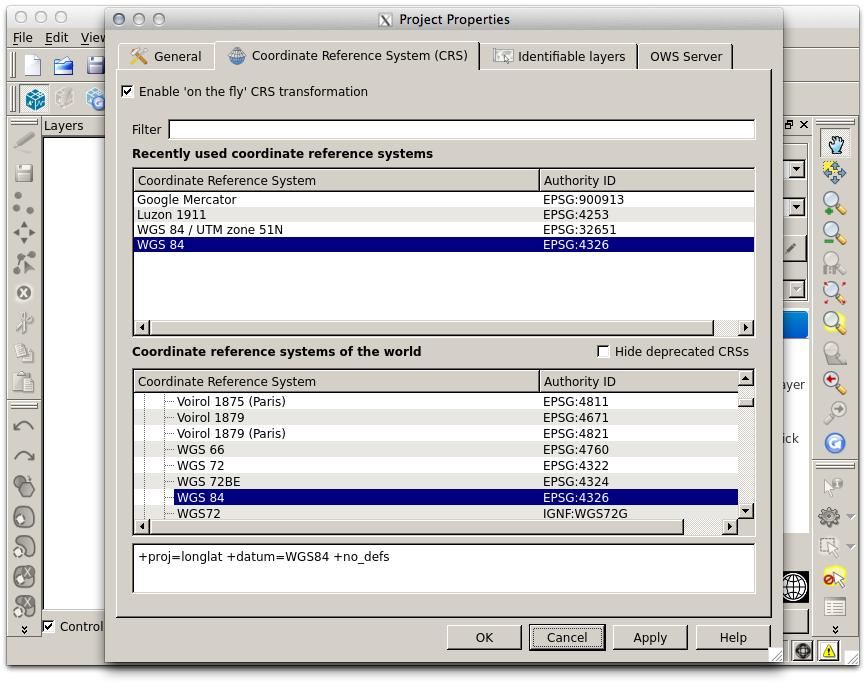 Project Properties
File Edit View
General
Coordinate Reference System (CRS)
Identifiable layers
OWS Server
Enable 'on the fly' CRS transformation
Layers
Filter
Recently used coordinate reference systems
Coordinate Reference System Authority ID
Google Mercator EPSG:900913
Luzon 1911 EPSG:4253
WGS 84 / UTM zone 51N EPSG:32651
WGS 84 EPSG:4326
Coordinate reference systems of the world
Hide deprecated CRSs
Coordinate Reference System Authority ID
Voirol 1875 (Paris) EPSG:4811
Voirol 1879 EPSG:4671
Voirol 1879 (Paris) EPSG:4821
WGS 66 EPSG:4760
WGS 72 EPSG:4322
WGS 72BE EPSG:4324
WGS 84 EPSG:4326
WGS72 IGNF:WGS72G
+proj=longlat +datum=WGS84 +no_defs
Control
OK
Cancel
Apply
Help